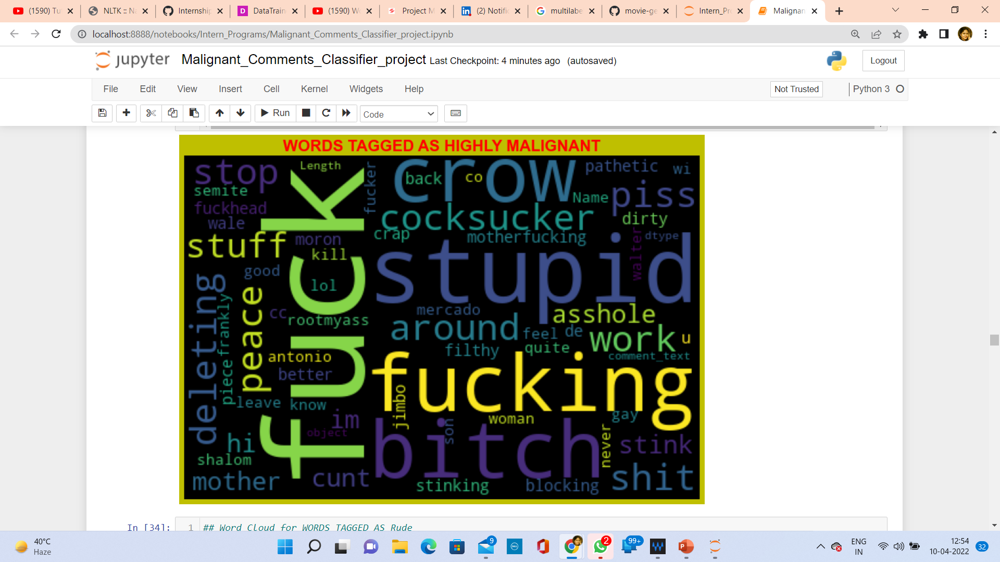 (1590) Tu
NLTK :: Na
Internship
DataTrain
(1590) Wo
Project M
(2) Notific
multilabe
movie-ge
Intern_Pr
Malignan
localhost:8888/notebooks/Intern_Programs/Malignant_Comments_Classifier_project.ipynb
jupyter Malignant_Comments_Classifier_project Last Checkpoint: 4 minutes ago (autosaved)
Logout
File Edit View Insert Cell Kernel Widgets Help
Not Trusted
Python 3
Run
Code
WORDS TAGGED AS HIGHLY MALIGNANT
stop
Length
fucker
crow
back
co
pathetic
wi
semite
fuckhead
wale
fuck
Name
piss
cocksucker
dirty
stuff
moron
kill
crap
motherfucking
walter
dtype
good
lol
stupid
deleting
frankly
peace
cc
rootmyass
mercado
asshole
around
feel
de
work
u
filthy
quite
comment_text
antonio
better
piece
fucking
leave
know
jimbo
im
object
woman
gay
hi
son
bitch
never
stink
shalom
mother
cunt
stinking
blocking
shit
In [34]:
1 ## Word Cloud for WORDS TAGGED AS Rude
40°C
Haze
9
DELL
2
99+
ENG
IN
12:54
10-04-2022
32